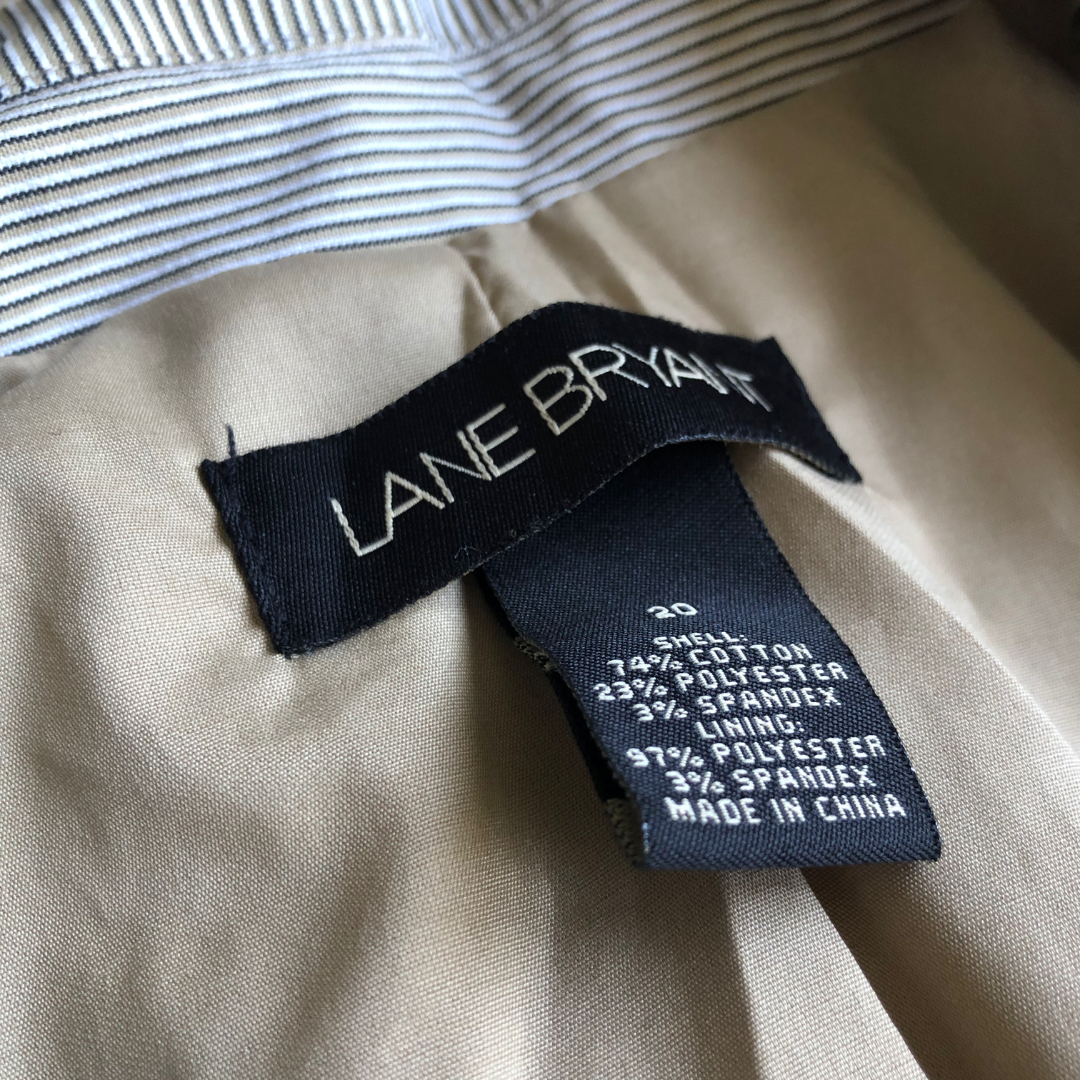 LANE BRYANT
20
SHELL:
74% COTTON
23% POLYESTER
3% SPANDEX
LINING:
97% POLYESTER
3% SPANDEX
MADE IN CHINA